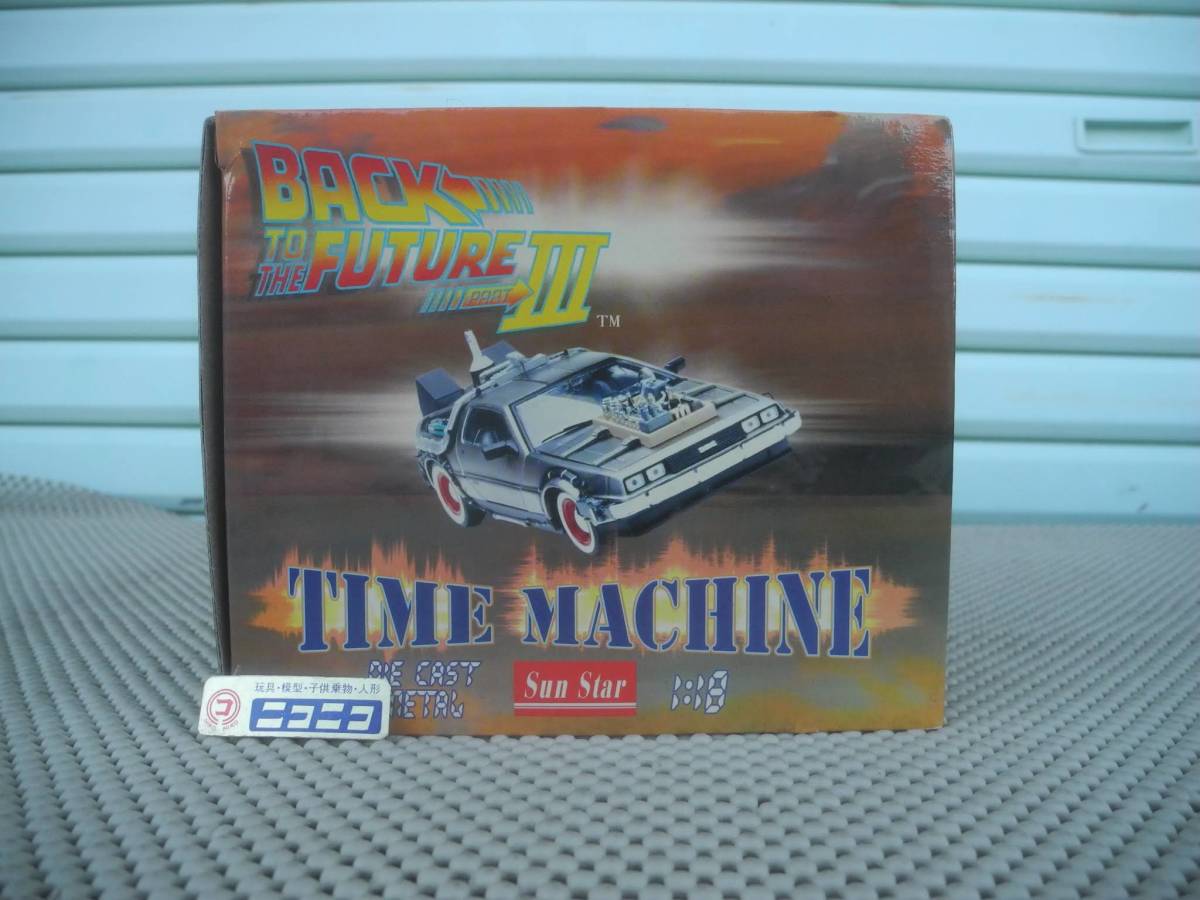 BACK
TO
THE FUTURE
PART III
TM
TIME MACHINE
DIE CAST
METAL
Sun Star
1:18
玩具・模型・子供乗物・人形
コ
ニコニコ